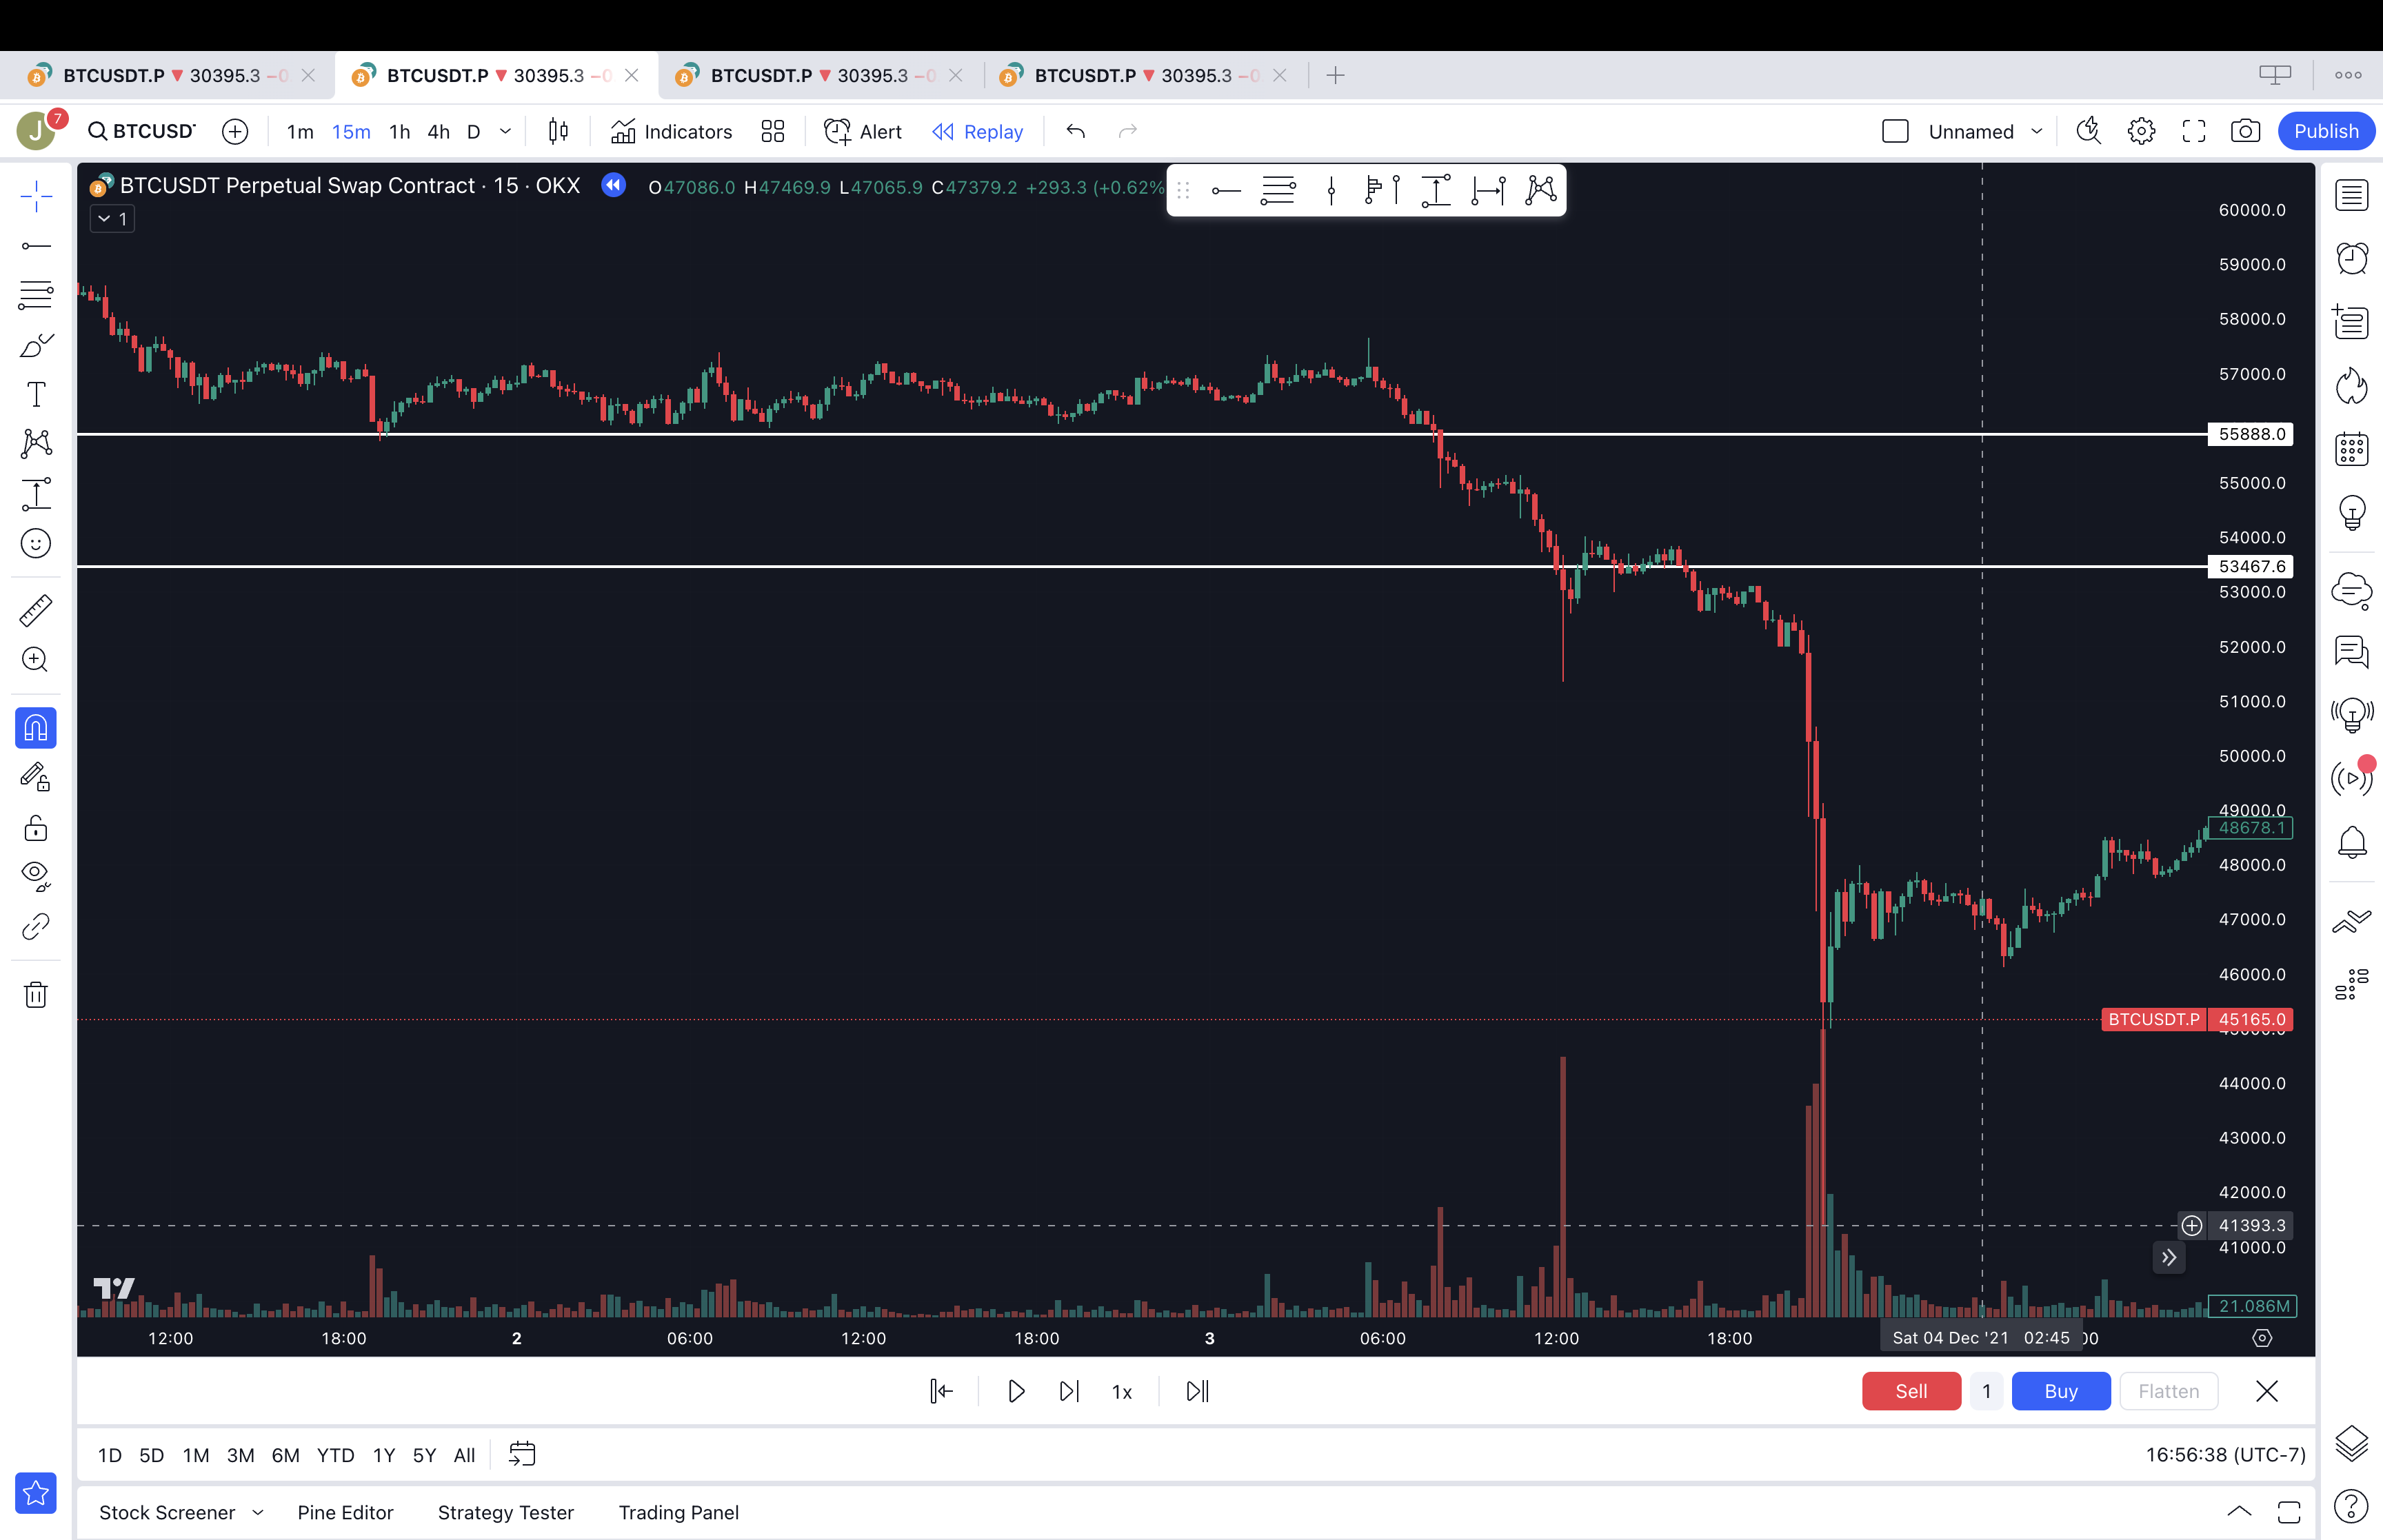 BTCUSDT.P ▼ 30395.3 −0 BTCUSDT.P ▼ 30395.3 −0 BTCUSDT.P ▼ 30395.3 −0 BTCUSDT.P ▼ 30395.3 −0
J 7 BTCUSD 1m 15m 1h 4h D Indicators Alert Replay Unnamed Publish
BTCUSDT Perpetual Swap Contract · 15 · OKX O47086.0 H47469.9 L47065.9 C47379.2 +293.3 (+0.62%
1
60000.0
59000.0
58000.0
57000.0
55888.0
55000.0
54000.0
53467.6
53000.0
52000.0
51000.0
50000.0
49000.0
48678.1
48000.0
47000.0
46000.0
BTCUSDT.P 45165.0
44000.0
43000.0
42000.0
41393.3
41000.0
21.086M
12:00 18:00 2 06:00 12:00 18:00 3 06:00 12:00 18:00 Sat 04 Dec '21 02:45
1x Sell 1 Buy Flatten
1D 5D 1M 3M 6M YTD 1Y 5Y All 16:56:38 (UTC-7)
Stock Screener Pine Editor Strategy Tester Trading Panel